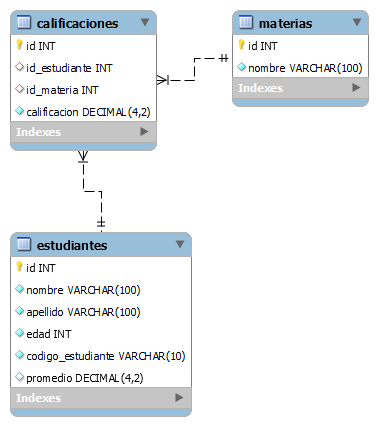 calificaciones
id INT
id_estudiante INT
id_materia INT
calificacion DECIMAL(4,2)
Indexes
materias
id INT
nombre VARCHAR(100)
Indexes
estudiantes
id INT
nombre VARCHAR(100)
apellido VARCHAR(100)
edad INT
codigo_estudiante VARCHAR(10)
promedio DECIMAL(4,2)
Indexes